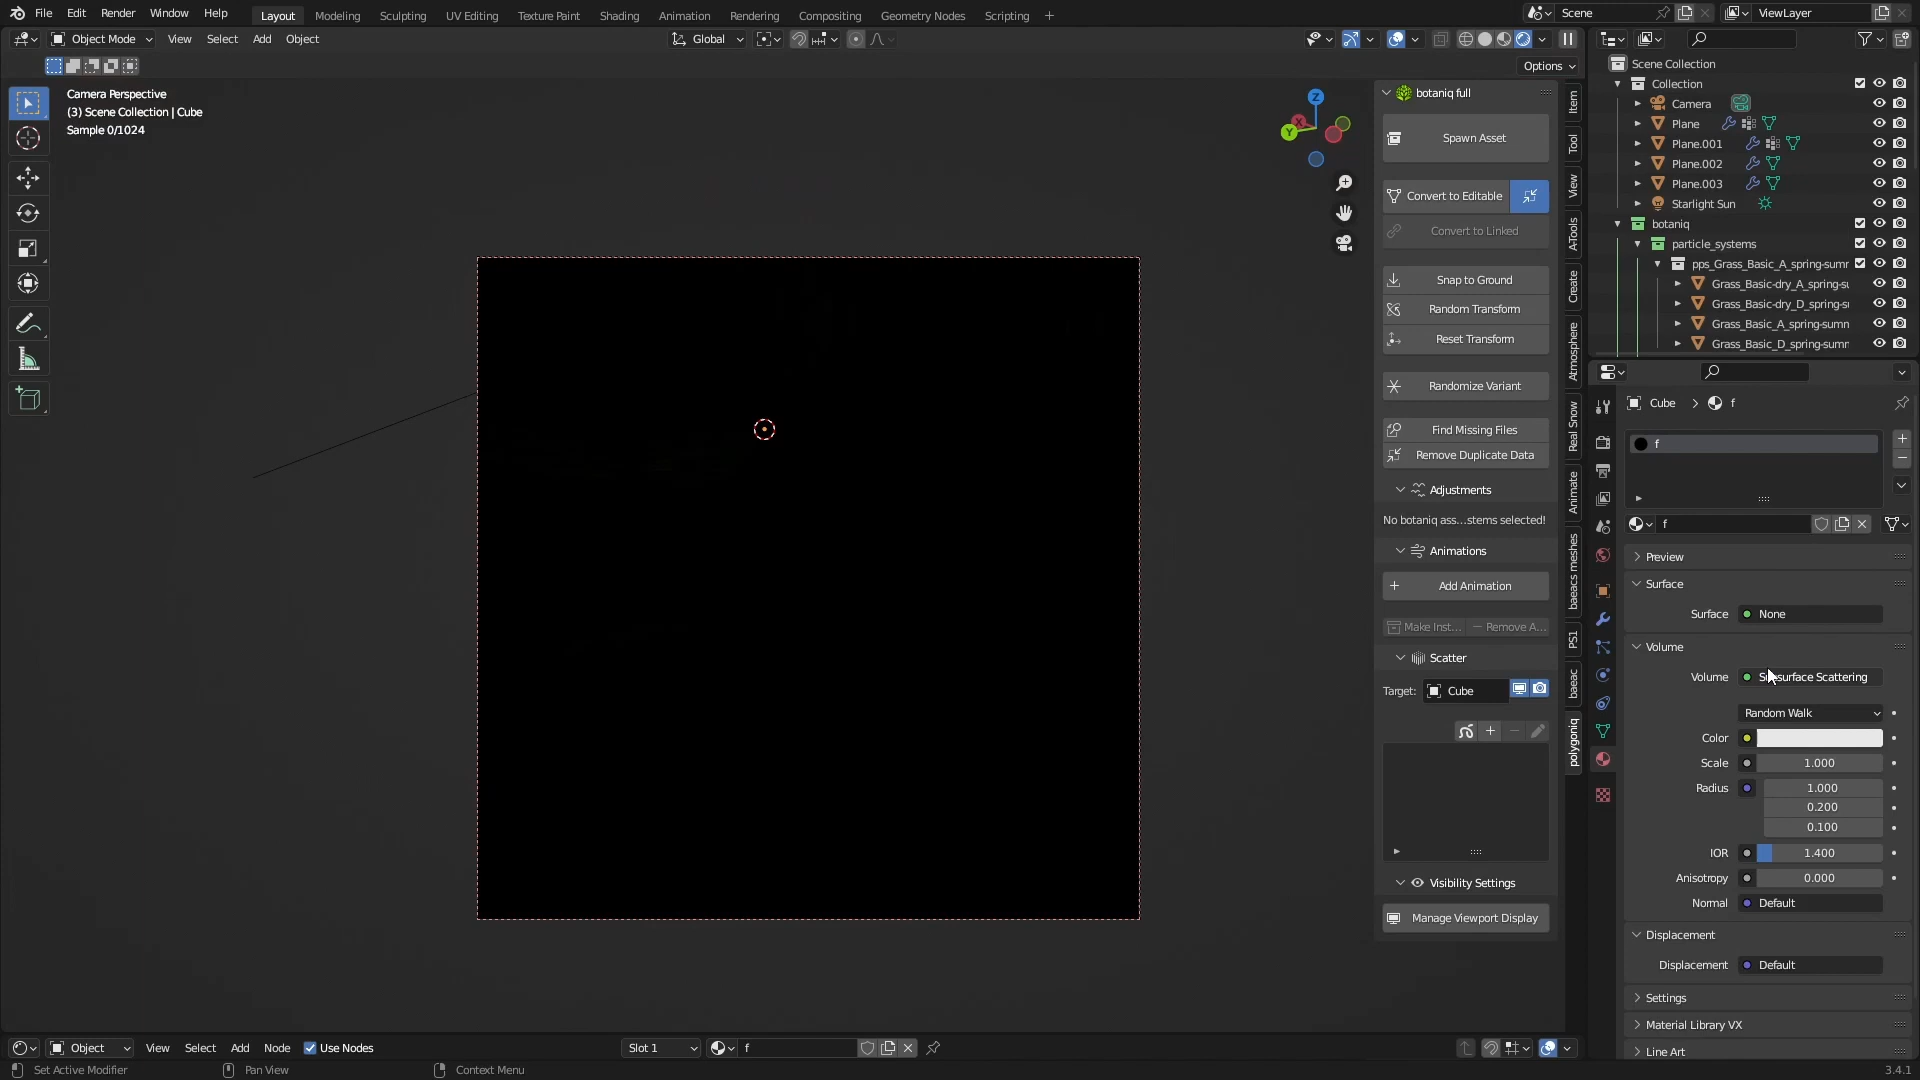 File Edit Render Window Help Layout Modeling Sculpting UV Editing Texture Paint Shading Animation Rendering Compositing Geometry Nodes Scripting + Scene ViewLayer
Object Mode View Select Add Object Global
Options
Camera Perspective
(3) Scene Collection | Cube
Sample 0/1024
Z
X
Y
botaniq full
Spawn Asset
Convert to Editable
Convert to Linked
Snap to Ground
Random Transform
Reset Transform
Randomize Variant
Find Missing Files
Remove Duplicate Data
Adjustments
No botaniq ass...stems selected!
Animations
Add Animation
Make Inst... Remove A...
Scatter
Target: Cube
Visibility Settings
Manage Viewport Display
Item
Tool
View
A-Tools
Create
Atmosphere
Real Snow
Animate
baeacs meshes
PS1
baeac
polygoniq
Scene Collection
Collection
Camera
Plane
Plane.001
Plane.002
Plane.003
Starlight Sun
botaniq
particle_systems
pps_Grass_Basic_A_spring-summ
Grass_Basic-dry_A_spring-su
Grass_Basic-dry_D_spring-s
Grass_Basic_A_spring-summ
Grass_Basic_D_spring-summ
Cube > f
f
f
Preview
Surface
Surface None
Volume
Volume Subsurface Scattering
Random Walk
Color
Scale 1.000
Radius 1.000
0.200
0.100
IOR 1.400
Anisotropy 0.000
Normal Default
Displacement
Displacement Default
Settings
Material Library VX
Line Art
Object View Select Add Node Use Nodes Slot 1 f
Set Active Modifier Pan View Context Menu 3.4.1